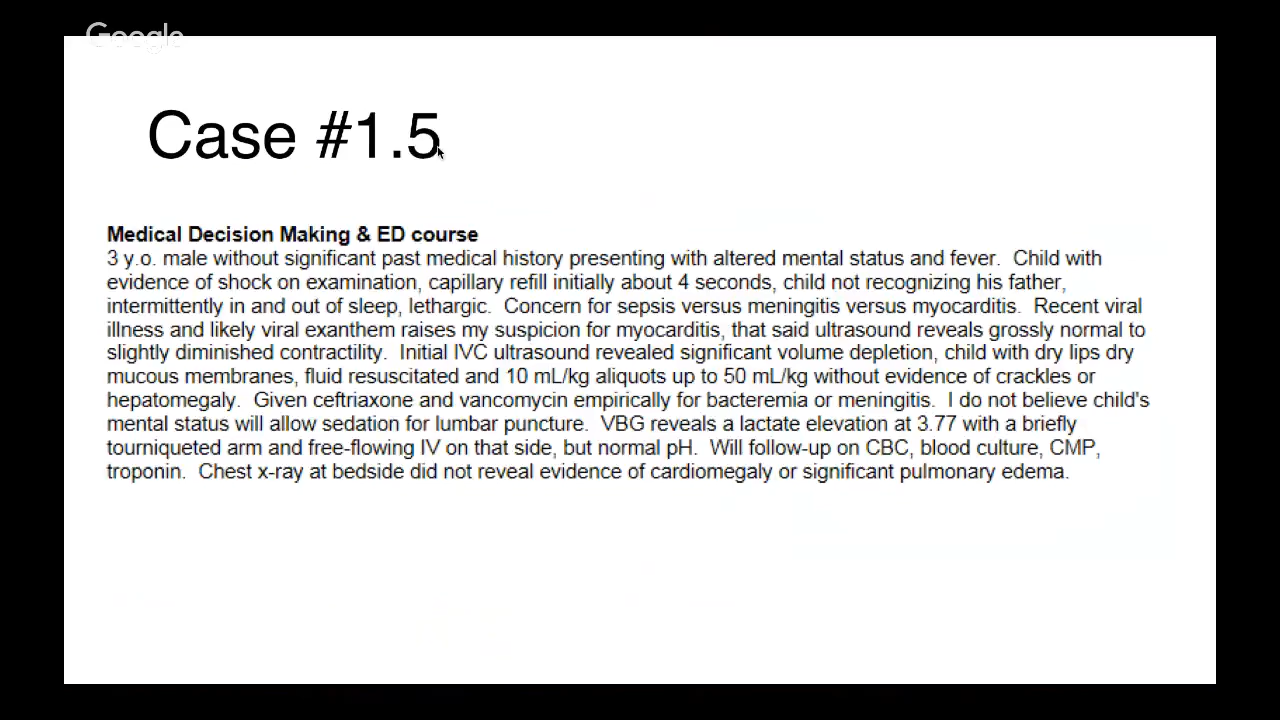 Google
Case #1.5
Medical Decision Making & ED course
3 y.o. male without significant past medical history presenting with altered mental status and fever.  Child with
evidence of shock on examination, capillary refill initially about 4 seconds, child not recognizing his father,
intermittently in and out of sleep, lethargic.  Concern for sepsis versus meningitis versus myocarditis.  Recent viral
illness and likely viral exanthem raises my suspicion for myocarditis, that said ultrasound reveals grossly normal to
slightly diminished contractility.  Initial IVC ultrasound revealed significant volume depletion, child with dry lips dry
mucous membranes, fluid resuscitated and 10 mL/kg aliquots up to 50 mL/kg without evidence of crackles or
hepatomegaly.  Given ceftriaxone and vancomycin empirically for bacteremia or meningitis.  I do not believe child's
mental status will allow sedation for lumbar puncture.  VBG reveals a lactate elevation at 3.77 with a briefly
tourniqueted arm and free-flowing IV on that side, but normal pH.  Will follow-up on CBC, blood culture, CMP,
troponin.  Chest x-ray at bedside did not reveal evidence of cardiomegaly or significant pulmonary edema.